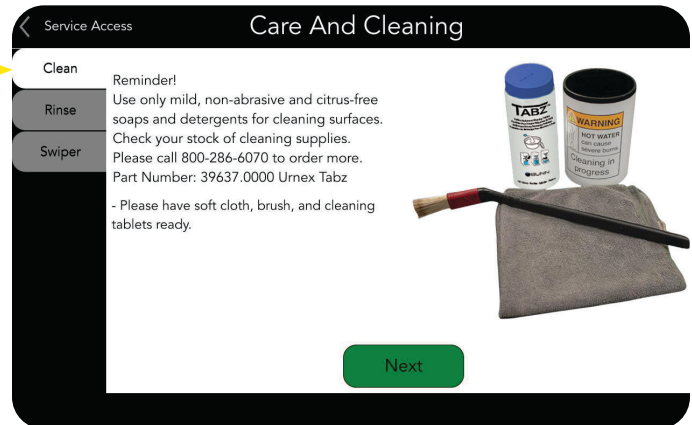 Service Access
Care And Cleaning
Clean
Rinse
Swiper
Reminder!
Use only mild, non-abrasive and citrus-free
soaps and detergents for cleaning surfaces.
Check your stock of cleaning supplies.
Please call 800-286-6070 to order more.
Part Number: 39637.0000 Urnex Tabz
- Please have soft cloth, brush, and cleaning
tablets ready.
TABZ
BUNN
WARNING
HOT WATER
can cause
severe burns
Cleaning in
progress
Next